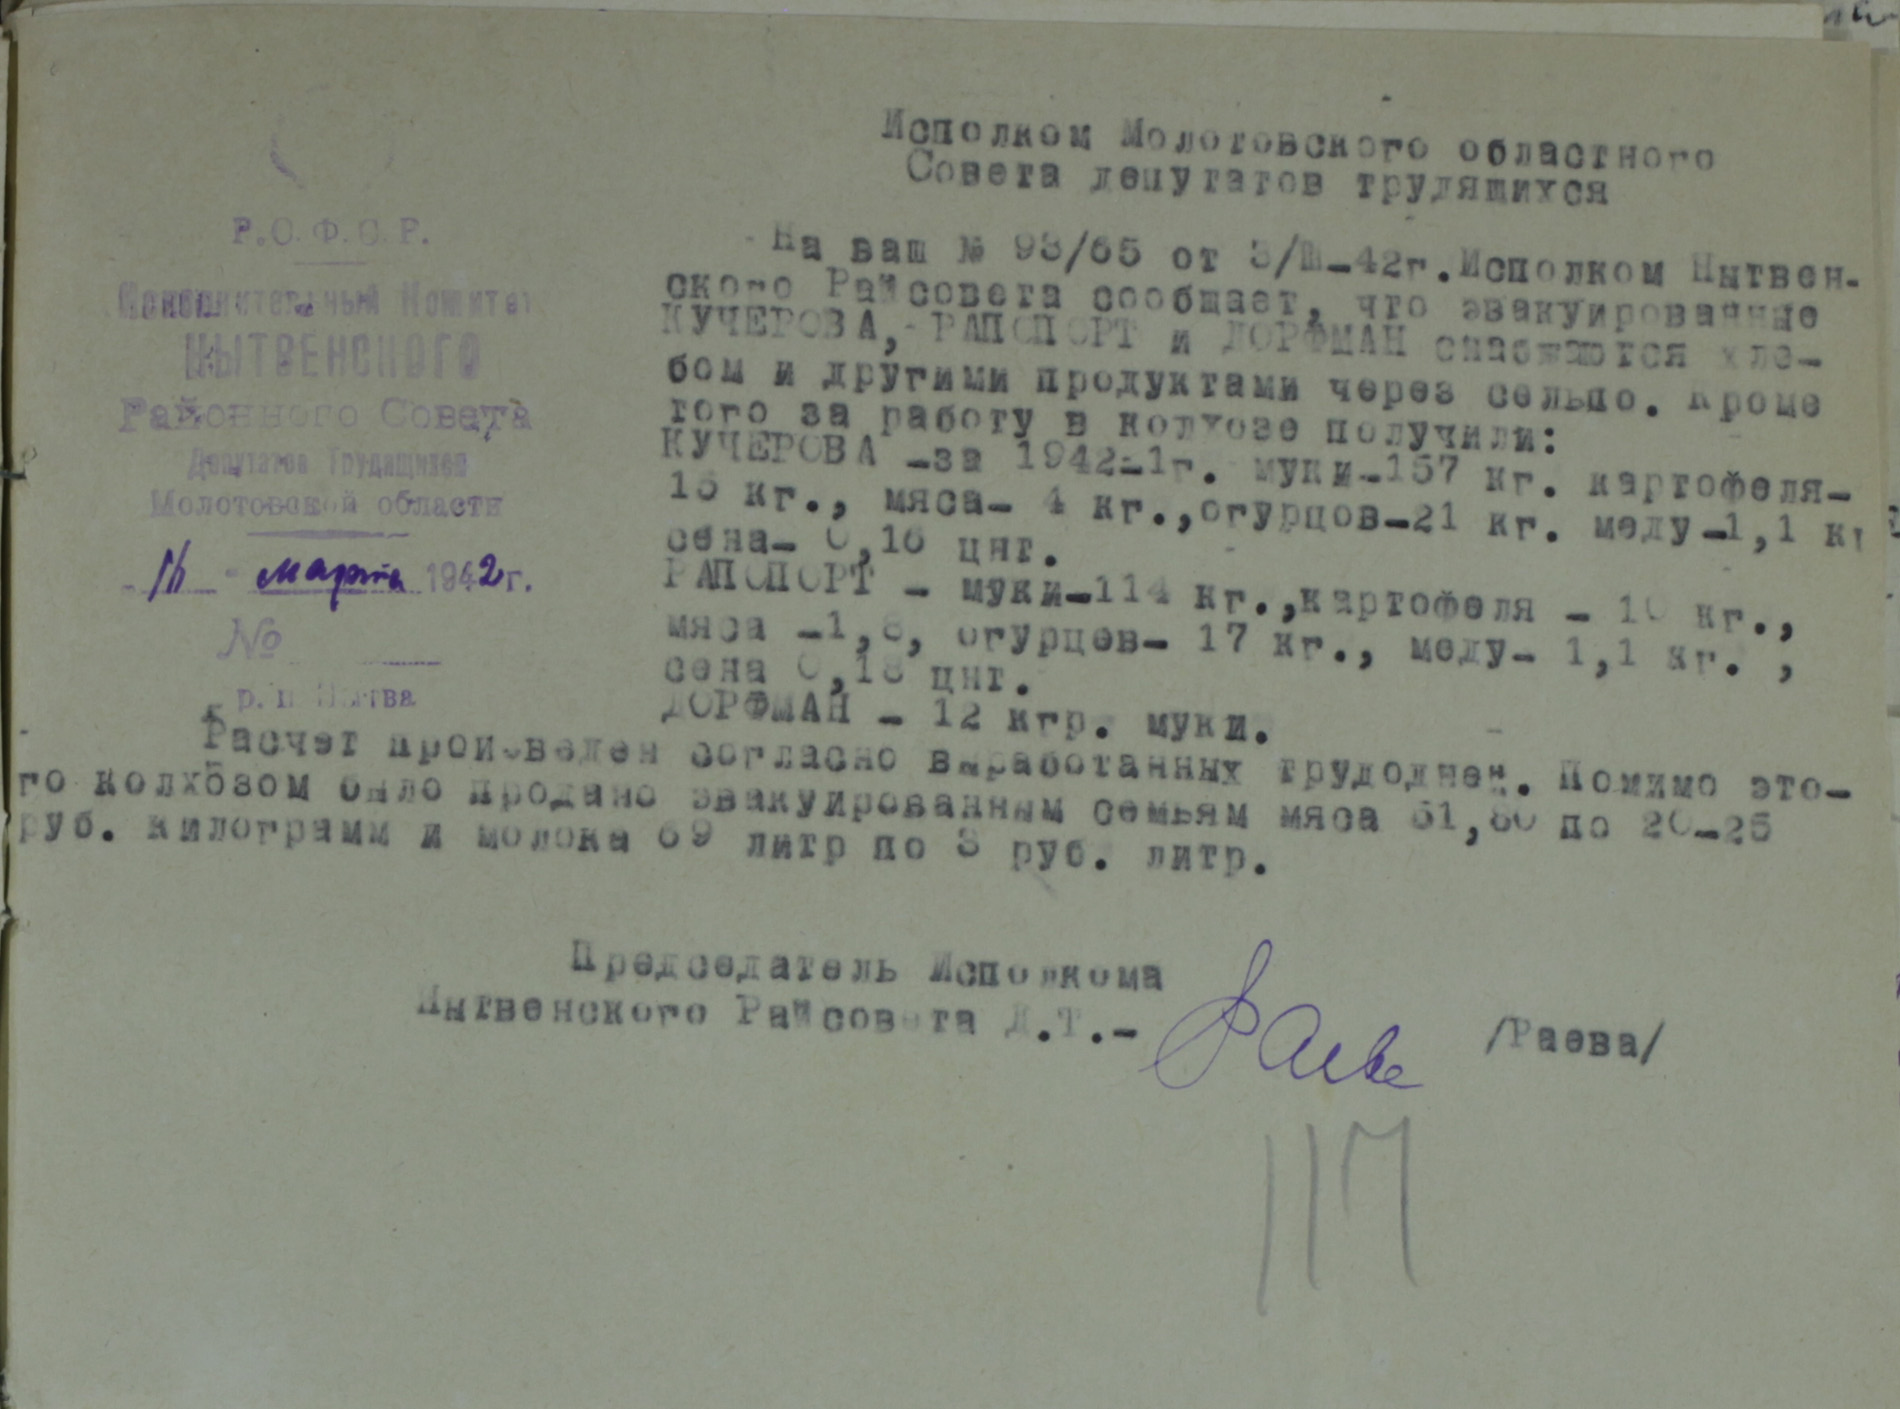 Р.С.Ф.С.Р.
Исполнительный Комитет
НЫТВЕНСКОГО
Районного Совета
Депутатов Трудящихся
Молотовской области
марта 1942 г.
№
р. п. Нытва
Исполком Молотовского областного
Совета депутатов трудящихся
На ваш № 93/65 от 3/Ш-42г. Исполком Нытвен-
ского Райсовета сообщает, что эвакуированные
КУЧЕРОВА, РАПОПОРТ и ДОРФМАН снабжаются хле-
бом и другими продуктами через сельпо. Кроме
того за работу в колхозе получили:
КУЧЕРОВА -за 1942-1г. муки-157 кг. картофеля-
15 кг., мяса- 4 кг.,огурцов-21 кг. меду-1,1 кг
сена- 0,16 цнт.
РАПОПОРТ - муки-114 кг.,картофеля - 10 кг.,
мяса -1,8, огурцев- 17 кг., меду- 1,1 кг. ,
сена 0,18 цнт.
ДОРФМАН - 12 кгр. муки.
Расчет произведен согласно выработанных трудодней. Помимо это-
го колхозом было продано эвакуированным семьям мяса 61,80 по 20-25
руб. килограмм и молока 69 литр по 3 руб. литр.
Председатель Исполкома
Нытвенского Райсовета Д.Т.-
Раева
/Раева/
117